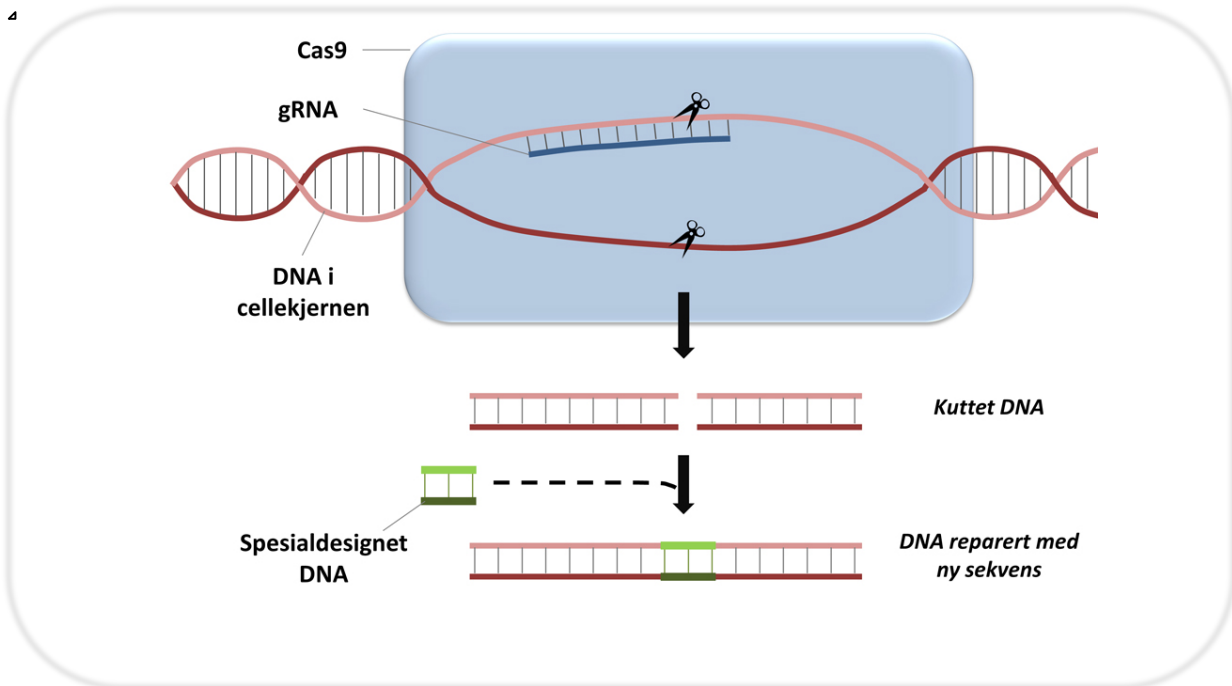 Cas9
gRNA
DNA i
cellekjernen
Kuttet DNA
Spesialdesignet
DNA
DNA reparert med
ny sekvens